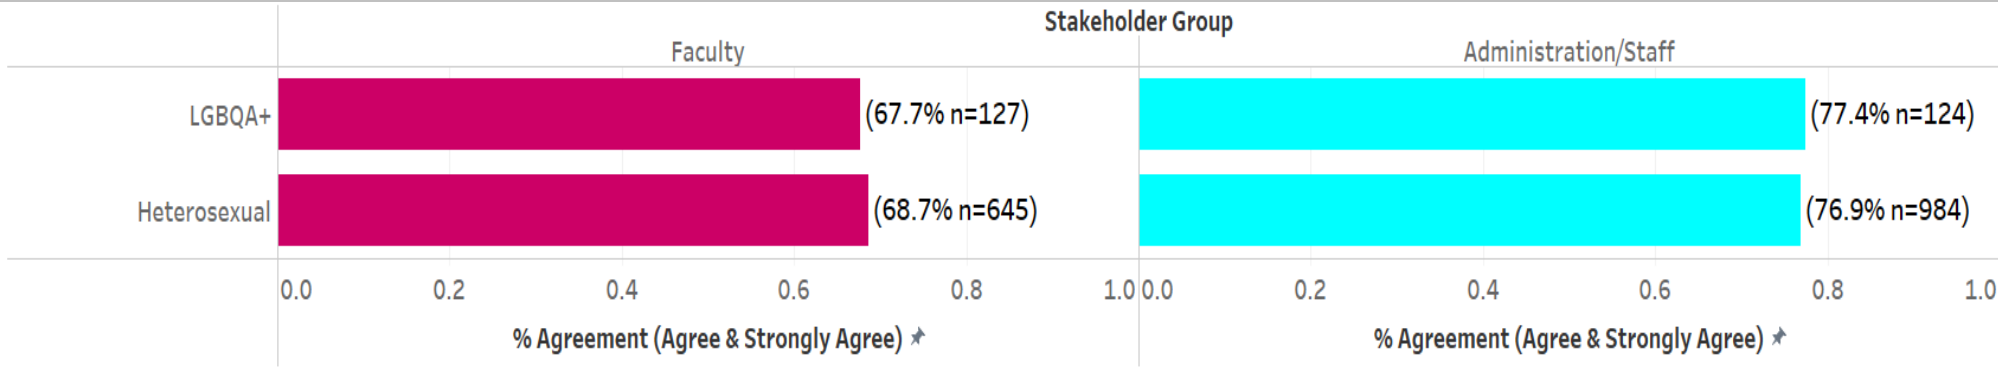 Stakeholder Group
Faculty Administration/Staff
LGBQA+ (67.7% n=127) (77.4% n=124)
Heterosexual (68.7% n=645) (76.9% n=984)
0.0 0.2 0.4 0.6 0.8 1.0 0.0 0.2 0.4 0.6 0.8 1.0
% Agreement (Agree & Strongly Agree) % Agreement (Agree & Strongly Agree)